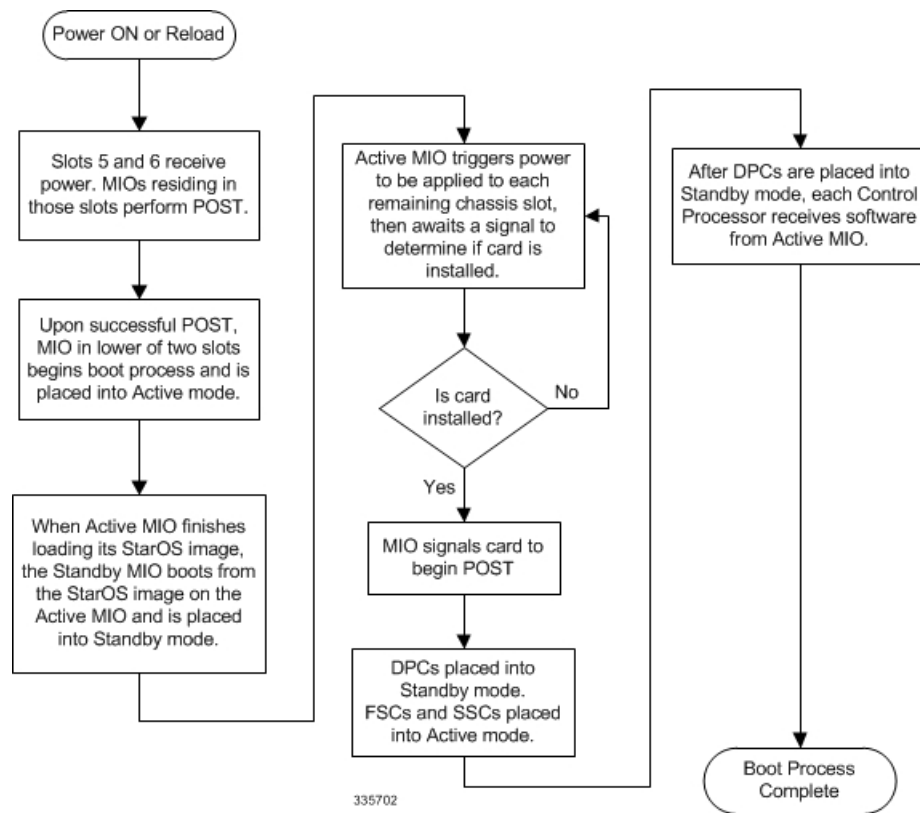 Power ON or Reload
Slots 5 and 6 receive
power. MIOs residing in
those slots perform POST.
Upon successful POST,
MIO in lower of two slots
begins boot process and is
placed into Active mode.
When Active MIO finishes
loading its StarOS image,
the Standby MIO boots from
the StarOS image on the
Active MIO and is placed
into Standby mode.
Active MIO triggers power
to be applied to each
remaining chassis slot,
then awaits a signal to
determine if card is
installed.
Is card
installed?
No
Yes
MIO signals card to
begin POST
DPCs placed into
Standby mode.
FSCs and SSCs placed
into Active mode.
After DPCs are placed into
Standby mode, each Control
Processor receives software
from Active MIO.
Boot Process
Complete
335702